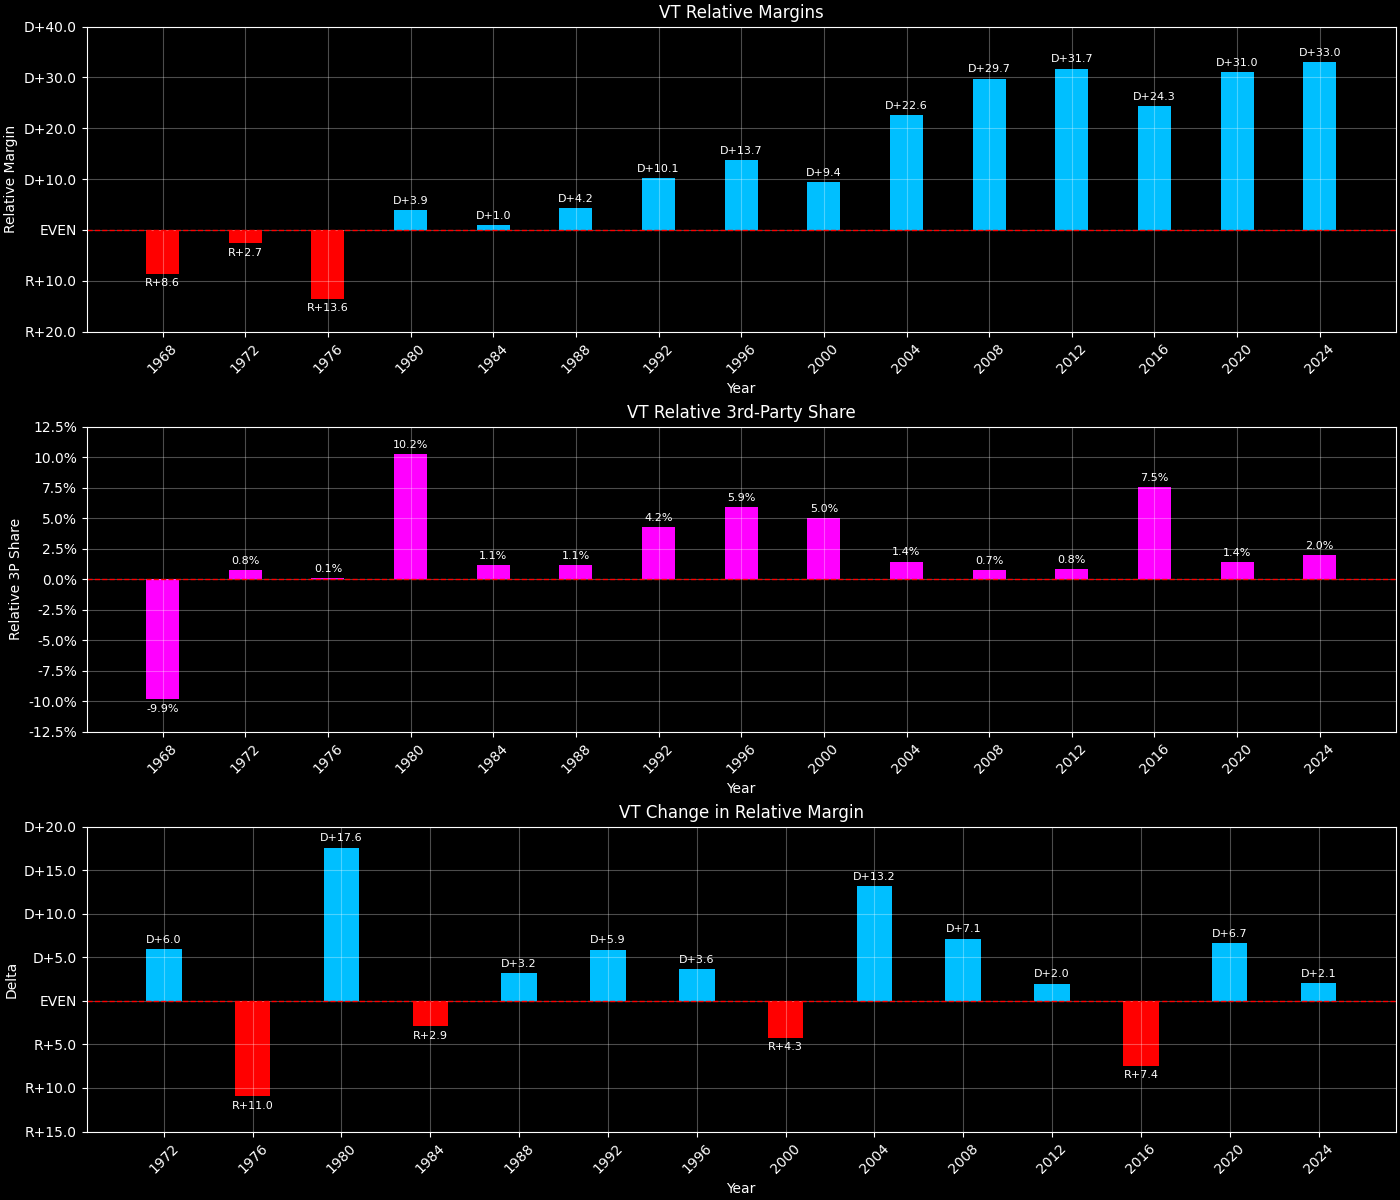 VT Relative Margins
Relative Margin
D+40.0
D+30.0
D+20.0
D+10.0
EVEN
R+10.0
R+20.0
R+8.6
R+2.7
R+13.6
D+3.9
D+1.0
D+4.2
D+10.1
D+13.7
D+9.4
D+22.6
D+29.7
D+31.7
D+24.3
D+31.0
D+33.0
1968
1972
1976
1980
1984
1988
1992
1996
2000
2004
2008
2012
2016
2020
2024
Year
VT Relative 3rd-Party Share
Relative 3P Share
12.5%
10.0%
7.5%
5.0%
2.5%
0.0%
-2.5%
-5.0%
-7.5%
-10.0%
-12.5%
-9.9%
0.8%
0.1%
10.2%
1.1%
1.1%
4.2%
5.9%
5.0%
1.4%
0.7%
0.8%
7.5%
1.4%
2.0%
1968
1972
1976
1980
1984
1988
1992
1996
2000
2004
2008
2012
2016
2020
2024
Year
VT Change in Relative Margin
Delta
D+20.0
D+15.0
D+10.0
D+5.0
EVEN
R+5.0
R+10.0
R+15.0
D+6.0
R+11.0
D+17.6
R+2.9
D+3.2
D+5.9
D+3.6
R+4.3
D+13.2
D+7.1
D+2.0
R+7.4
D+6.7
D+2.1
1972
1976
1980
1984
1988
1992
1996
2000
2004
2008
2012
2016
2020
2024
Year